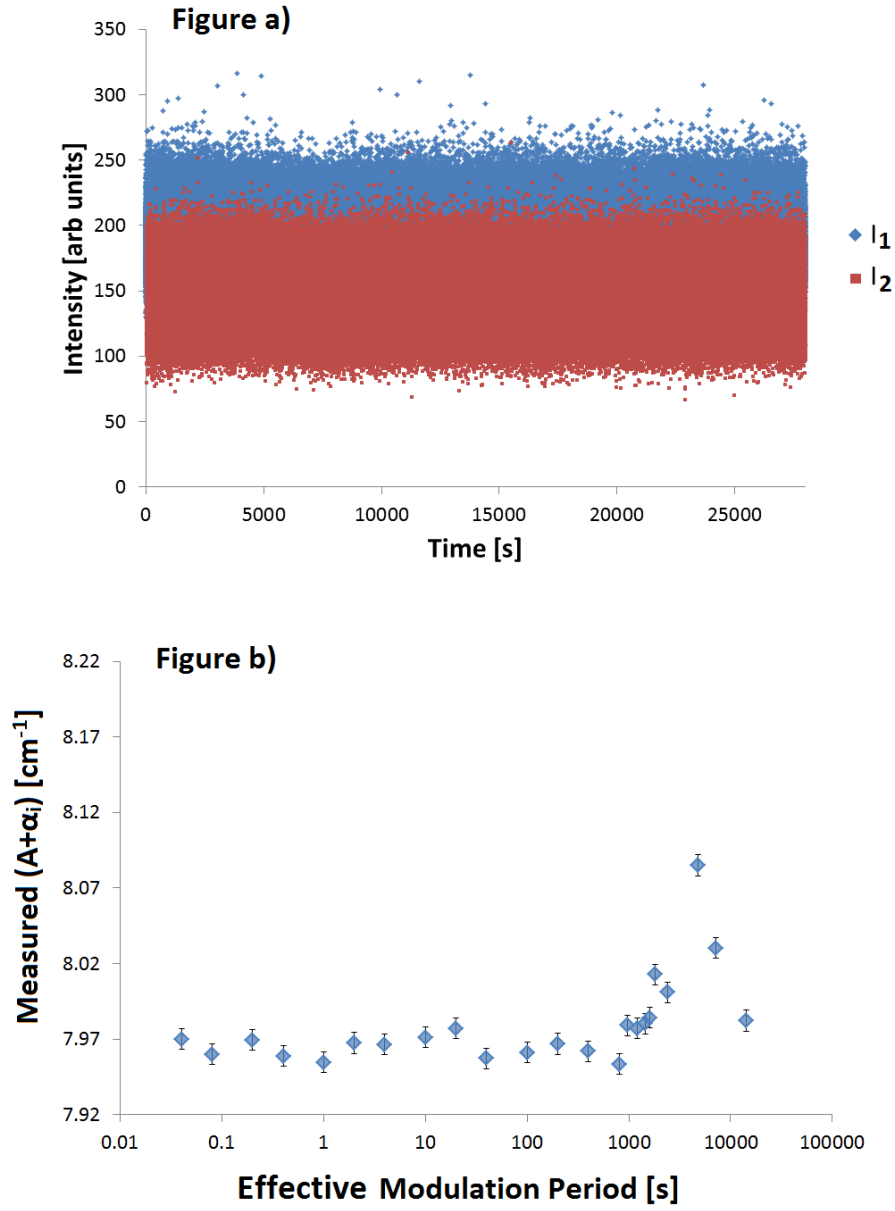 Figure a)
350
300
250
200
150
100
50
0
Intensity [arb units]
0 5000 10000 15000 20000 25000
Time [s]
I1
I2
Figure b)
8.22
8.17
8.12
8.07
8.02
7.97
7.92
Measured (A+αi) [cm-1]
0.01 0.1 1 10 100 1000 10000 100000
Effective Modulation Period [s]